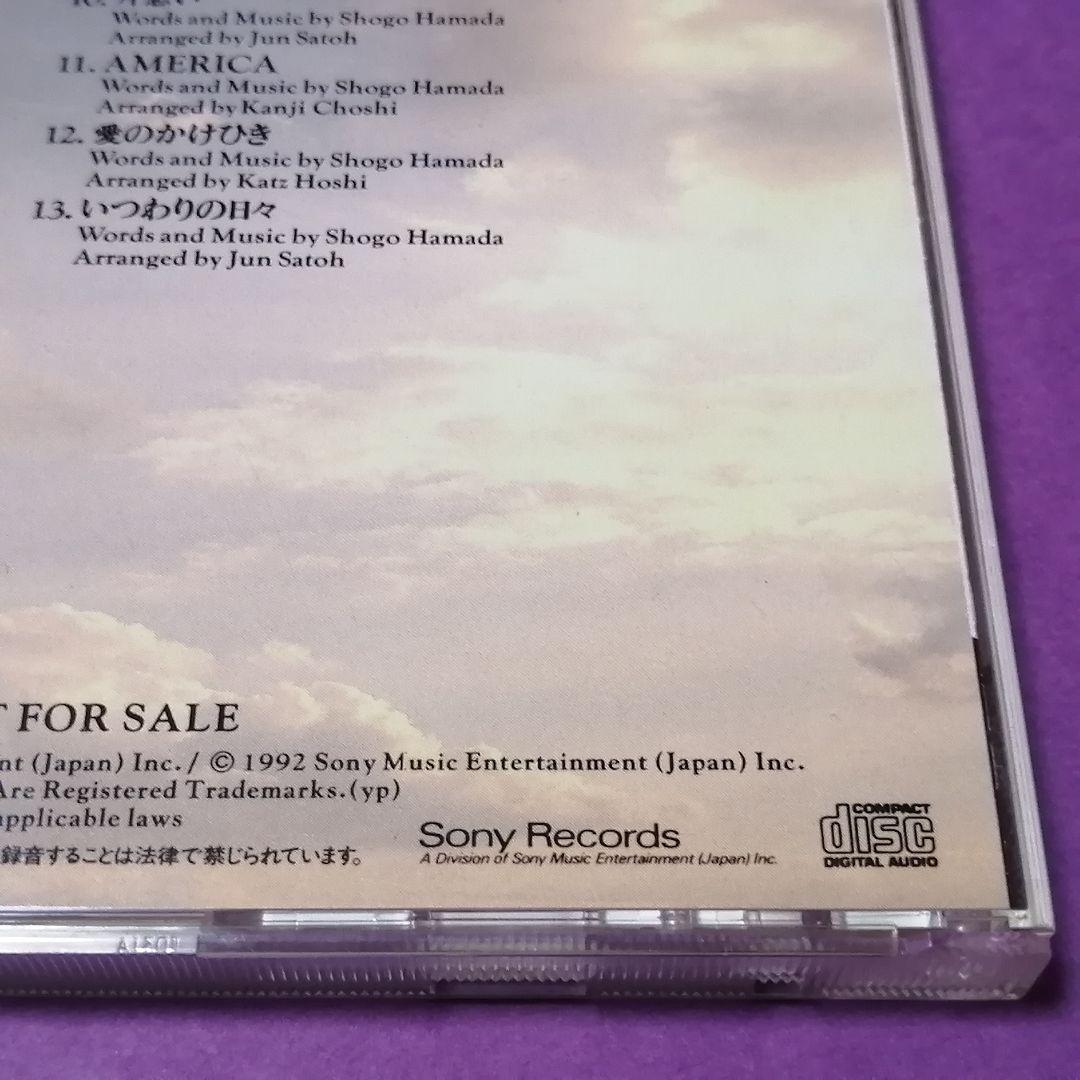 Words and Music by Shogo Hamada
Arranged by Jun Satoh
11. AMERICA
Words and Music by Shogo Hamada
Arranged by Kanji Choshi
12. 愛のかけひき
Words and Music by Shogo Hamada
Arranged by Katz Hoshi
13. いつわりの日々
Words and Music by Shogo Hamada
Arranged by Jun Satoh
T FOR SALE
nt (Japan) Inc. / © 1992 Sony Music Entertainment (Japan) Inc.
Are Registered Trademarks.(yp)
applicable laws
録音することは法律で禁じられています。
Sony Records
A Division of Sony Music Entertainment (Japan) Inc.
COMPACT
disc
DIGITAL AUDIO